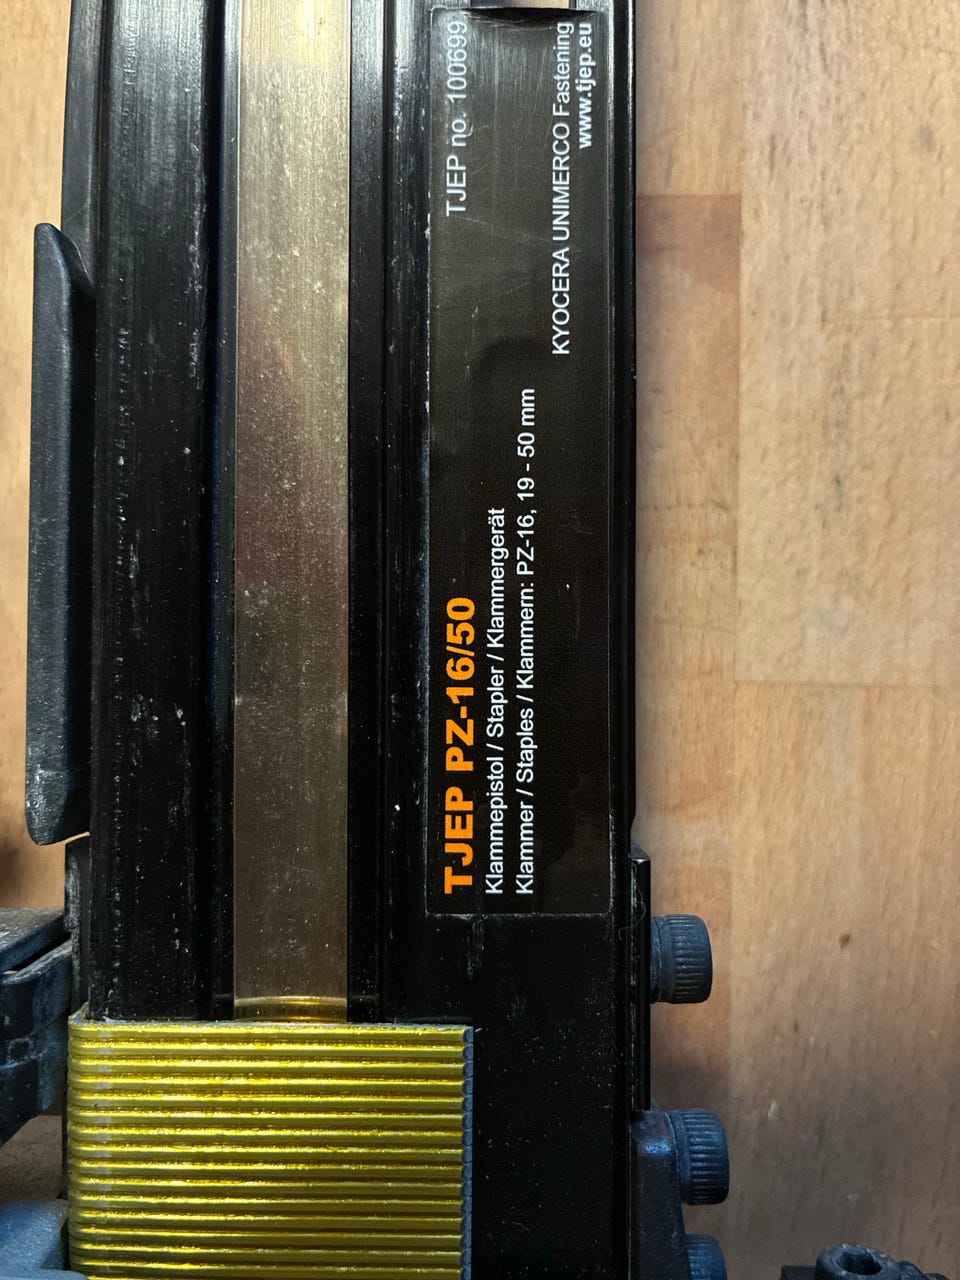 TJEP PZ-16/50
Klammepistol / Stapler / Klammergerät
Klammer / Staples / Klammern: PZ-16, 19 - 50 mm
TJEP no. 100699
KYOCERA UNIMERCO Fastening
www.tjep.eu